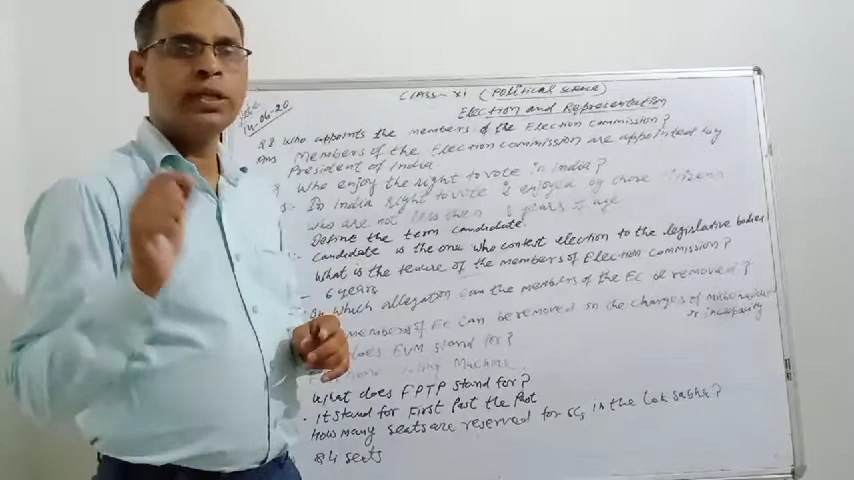 CLASS-XI (Political science)
Date 14-06-20
Election and Representation
Q8 Who appoints the members of the Election Commission?
Ans Members of the Election Commission are appointed by
President of India
Who enjoy the right to vote in India?
In India right to vote is enjoyed by those citizens
who are not less than 8 years of age
Define the term candidate.
Candidate is the one who contest election to the legislative bodies
What is the tenure of the members of Election Commission?
- 6 years
On which allegation can the members of the EC be removed?
members of EC can be removed on the charges of misbehaviour
or incapacity
does EVM stand for?
Voting Machine.
What does FPTP stand for?
It stand for First Past the Post
How many seats are reserved for SCs in the Lok Sabha?
84 seats